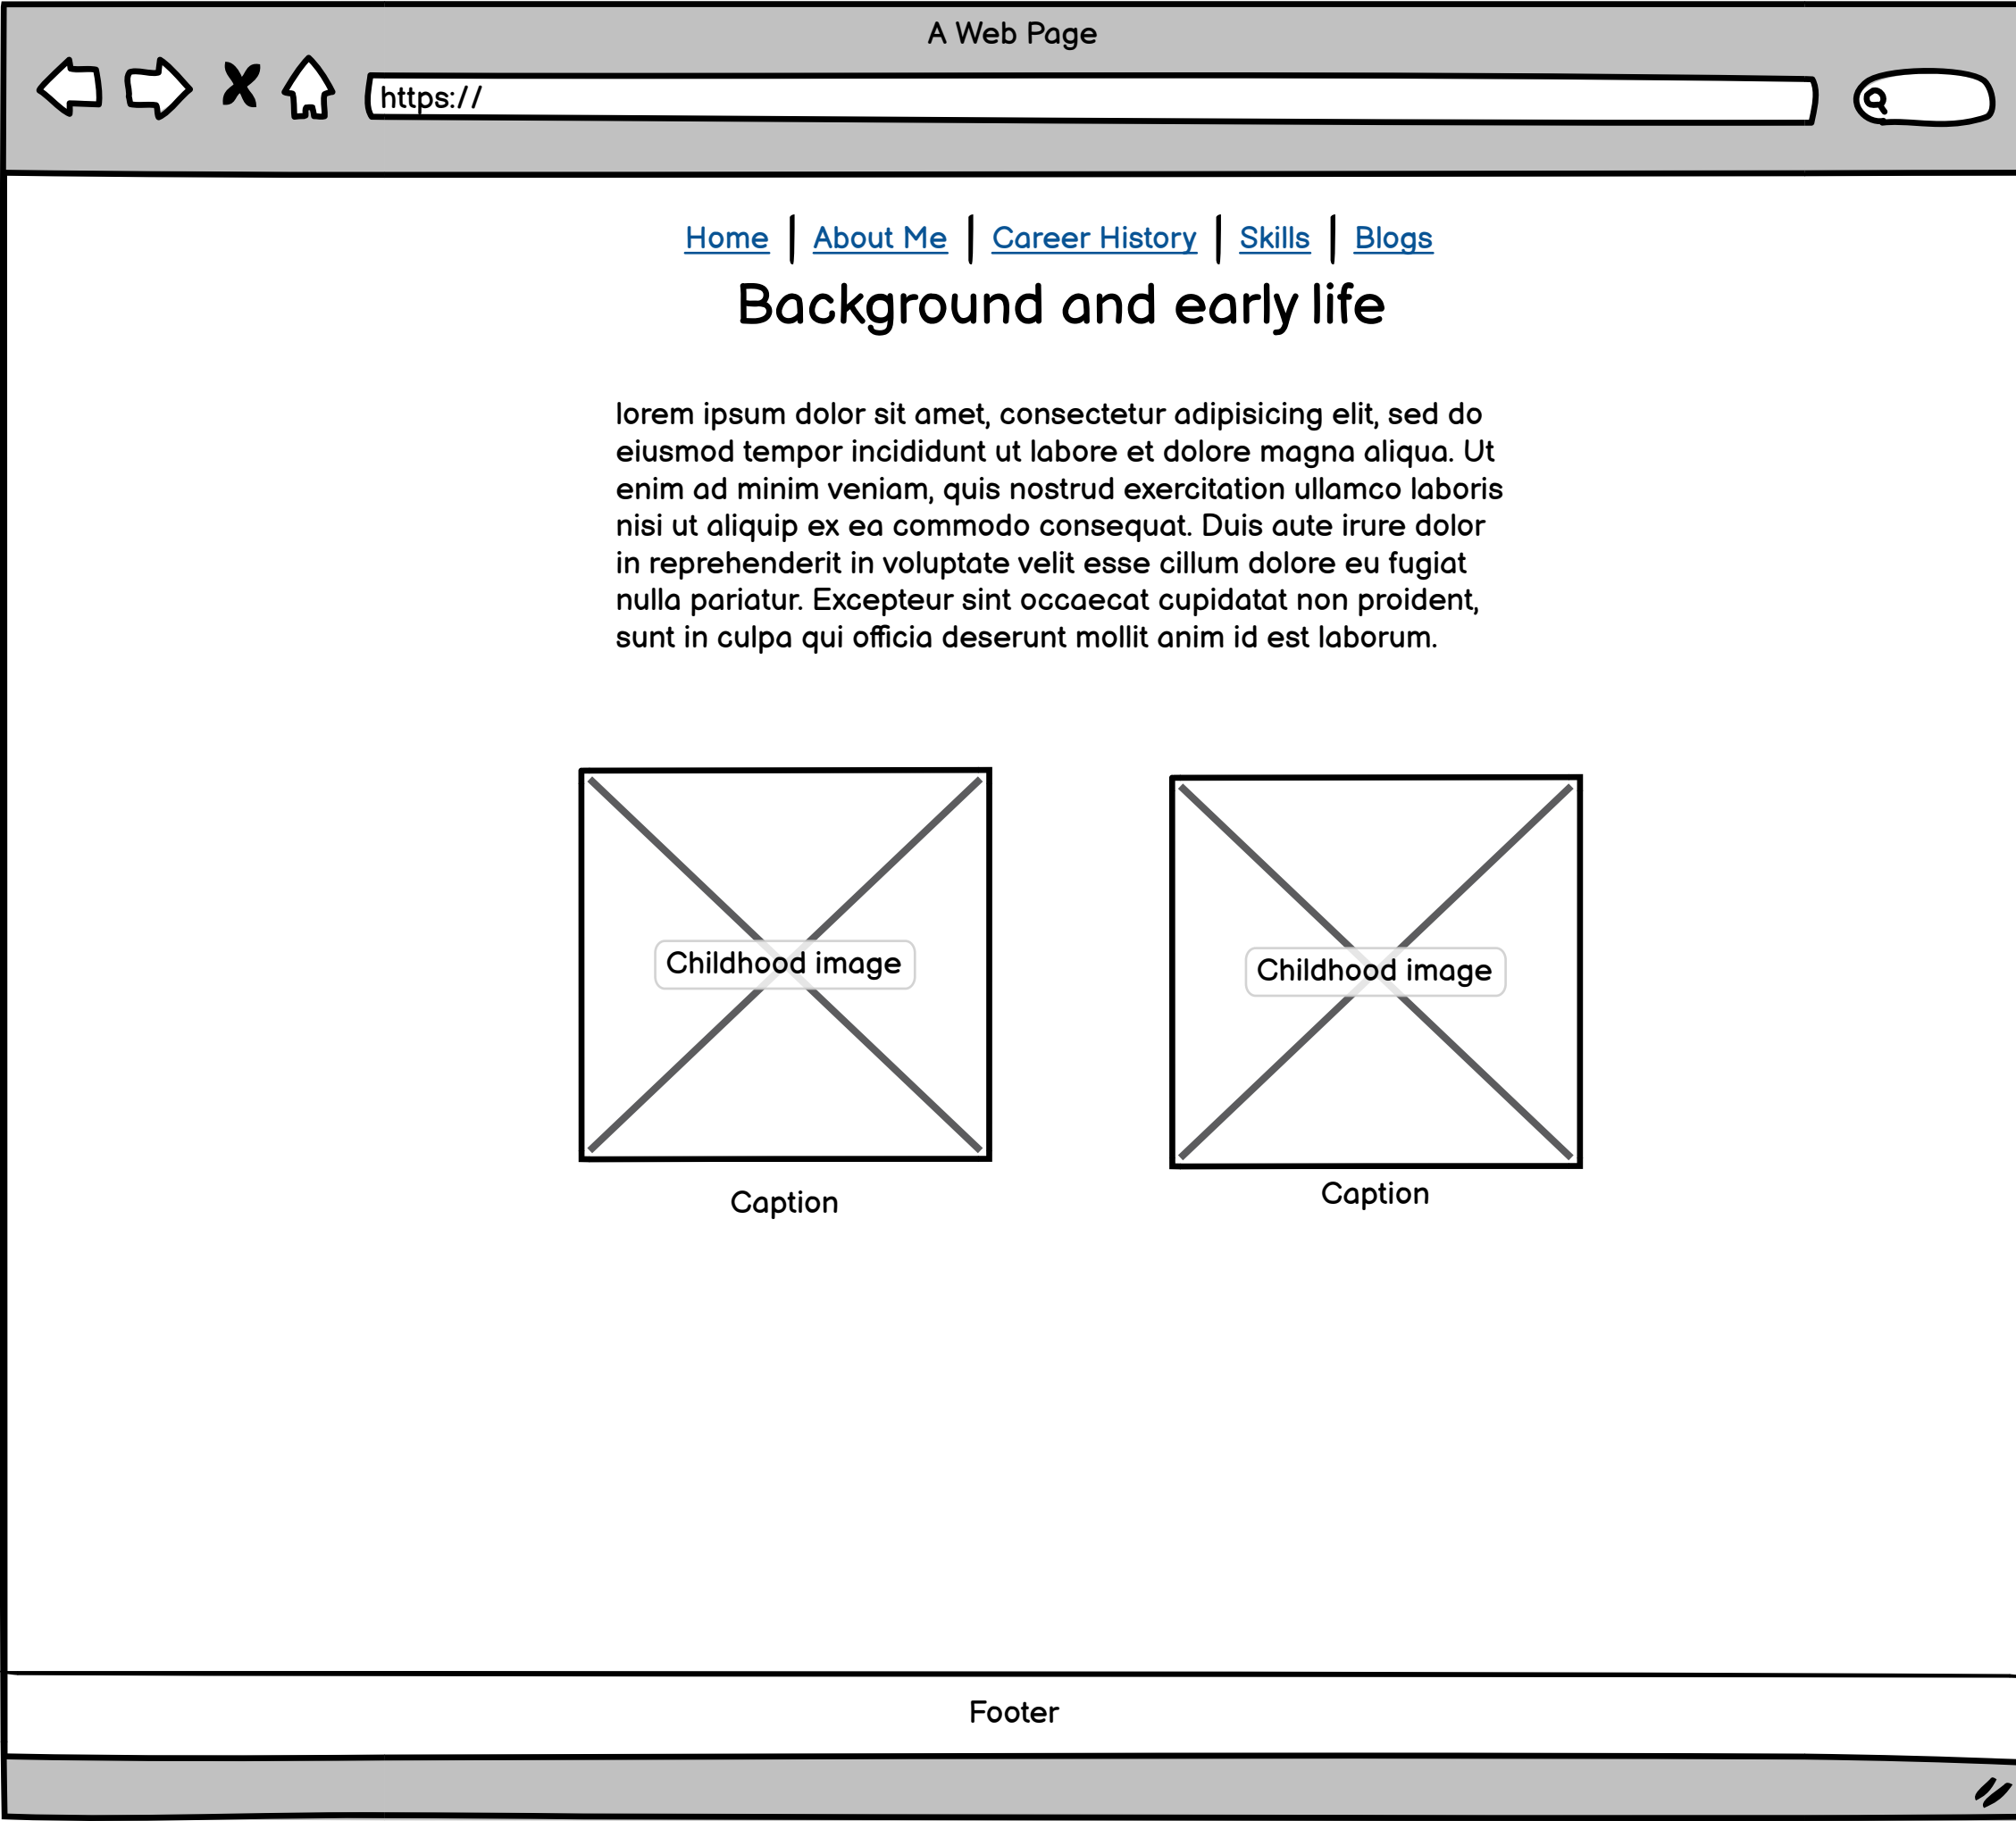 A Web Page
https://
Home | About Me | Career History | Skills | Blogs
Background and early life
lorem ipsum dolor sit amet, consectetur adipisicing elit, sed do
eiusmod tempor incididunt ut labore et dolore magna aliqua. Ut
enim ad minim veniam, quis nostrud exercitation ullamco laboris
nisi ut aliquip ex ea commodo consequat. Duis aute irure dolor
in reprehenderit in voluptate velit esse cillum dolore eu fugiat
nulla pariatur. Excepteur sint occaecat cupidatat non proident,
sunt in culpa qui officia deserunt mollit anim id est laborum.
Childhood image
Childhood image
Caption
Caption
Footer